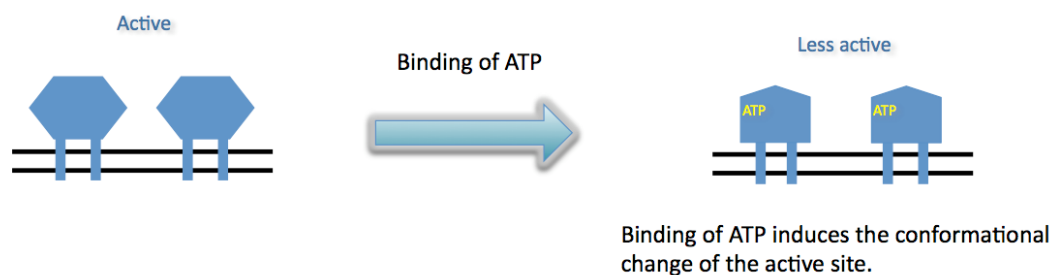 Active
Binding of ATP
Less active
ATP
ATP
Binding of ATP induces the conformational
change of the active site.